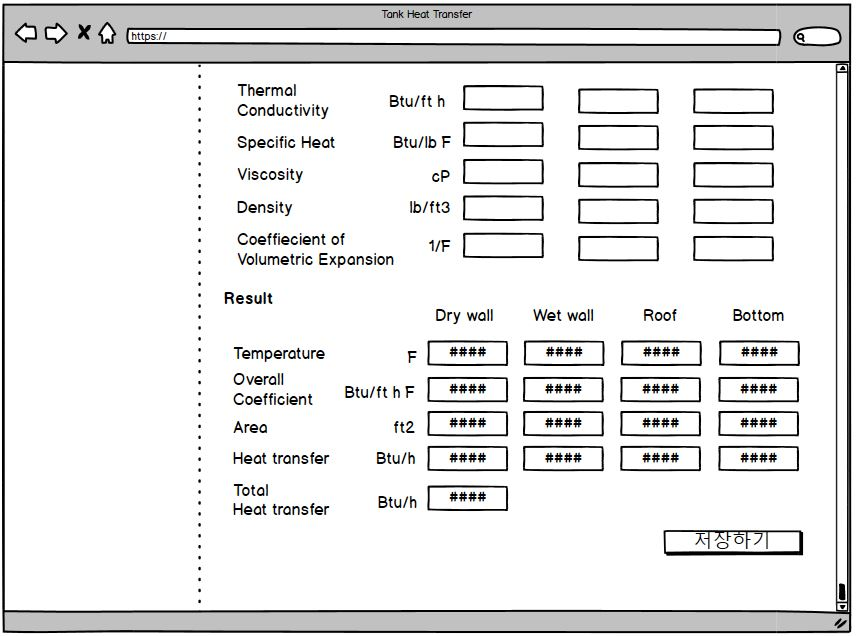 Tank Heat Transfer
https://
Thermal
Conductivity Btu/ft h
Specific Heat Btu/lb F
Viscosity cP
Density lb/ft3
Coeffiecient of
Volumetric Expansion 1/F
Result
Dry wall Wet wall Roof Bottom
Temperature F #### #### #### ####
Overall
Coefficient Btu/ft h F #### #### #### ####
Area ft2 #### #### #### ####
Heat transfer Btu/h #### #### #### ####
Total
Heat transfer Btu/h ####
저장하기